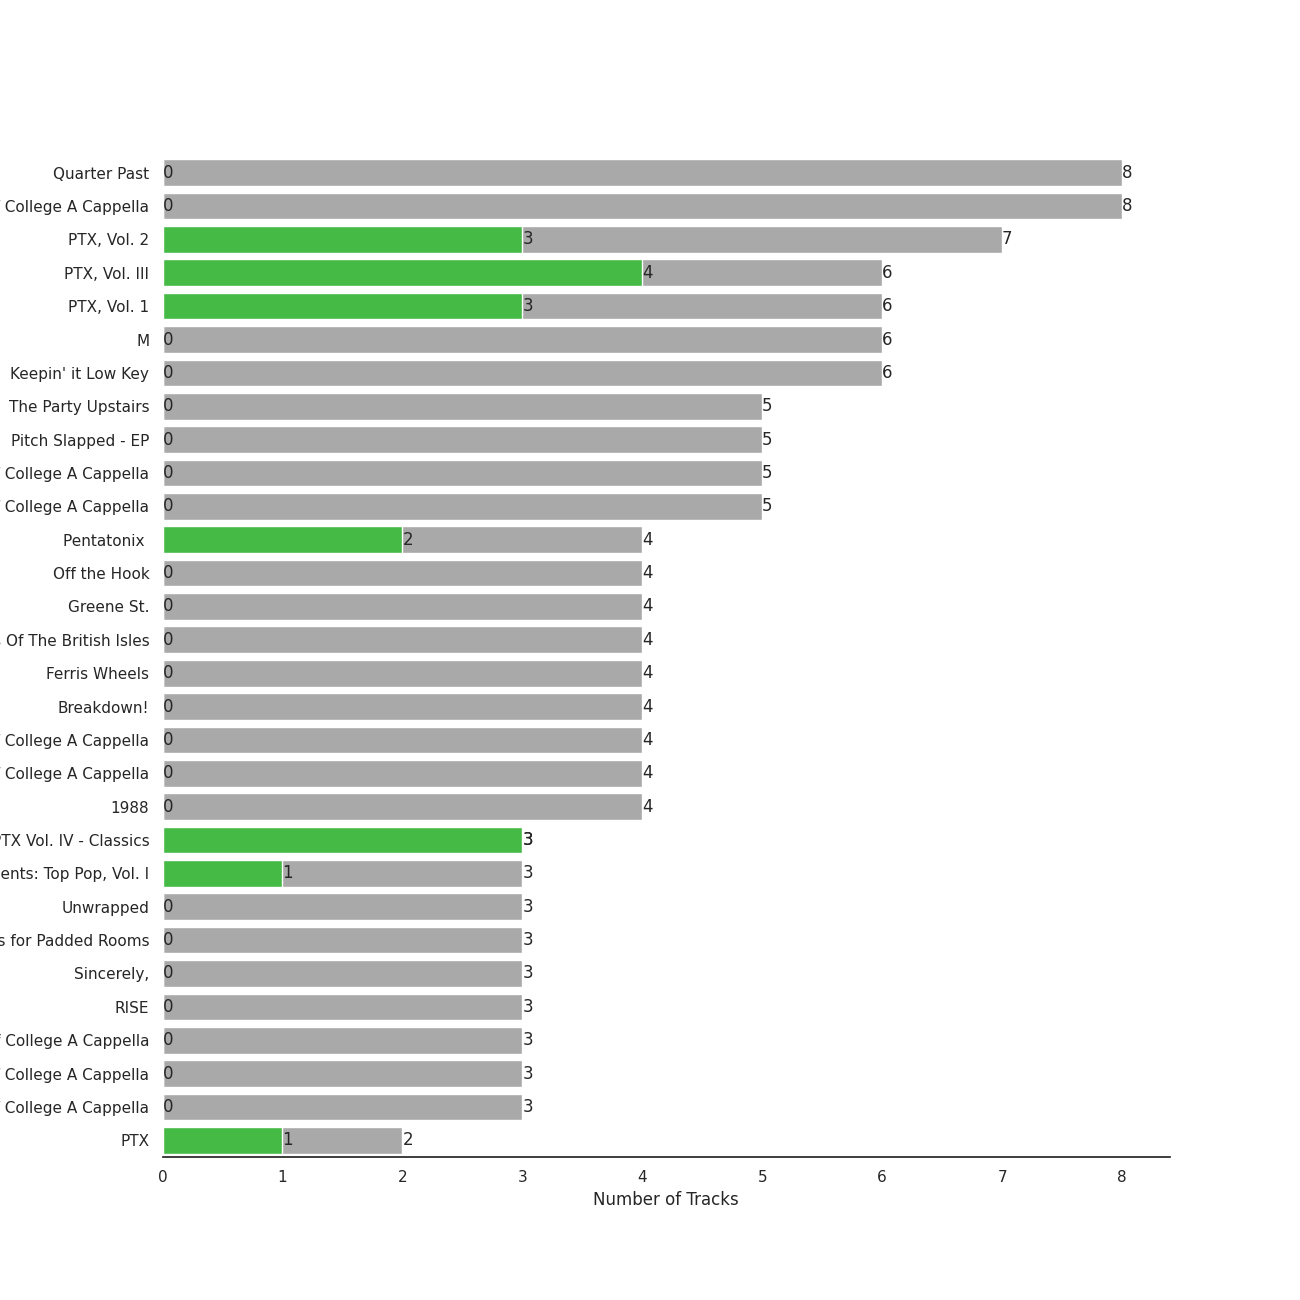 Quarter Past 0 8
College A Cappella 0 8
PTX, Vol. 2 3 7
PTX, Vol. III 4 6
PTX, Vol. 1 3 6
M 0 6
Keepin' it Low Key 0 6
The Party Upstairs 0 5
Pitch Slapped - EP 0 5
College A Cappella 0 5
College A Cappella 0 5
Pentatonix 2 4
Off the Hook 0 4
Greene St. 0 4
Of The British Isles 0 4
Ferris Wheels 0 4
Breakdown! 0 4
College A Cappella 0 4
College A Cappella 0 4
1988 0 4
Vol. IV - Classics 3
Top Pop, Vol. I 1 3
Unwrapped 0 3
for Padded Rooms 0 3
Sincerely, 0 3
RISE 0 3
College A Cappella 0 3
College A Cappella 0 3
College A Cappella 0 3
PTX 1 2
0 1 2 3 4 5 6 7 8
Number of Tracks